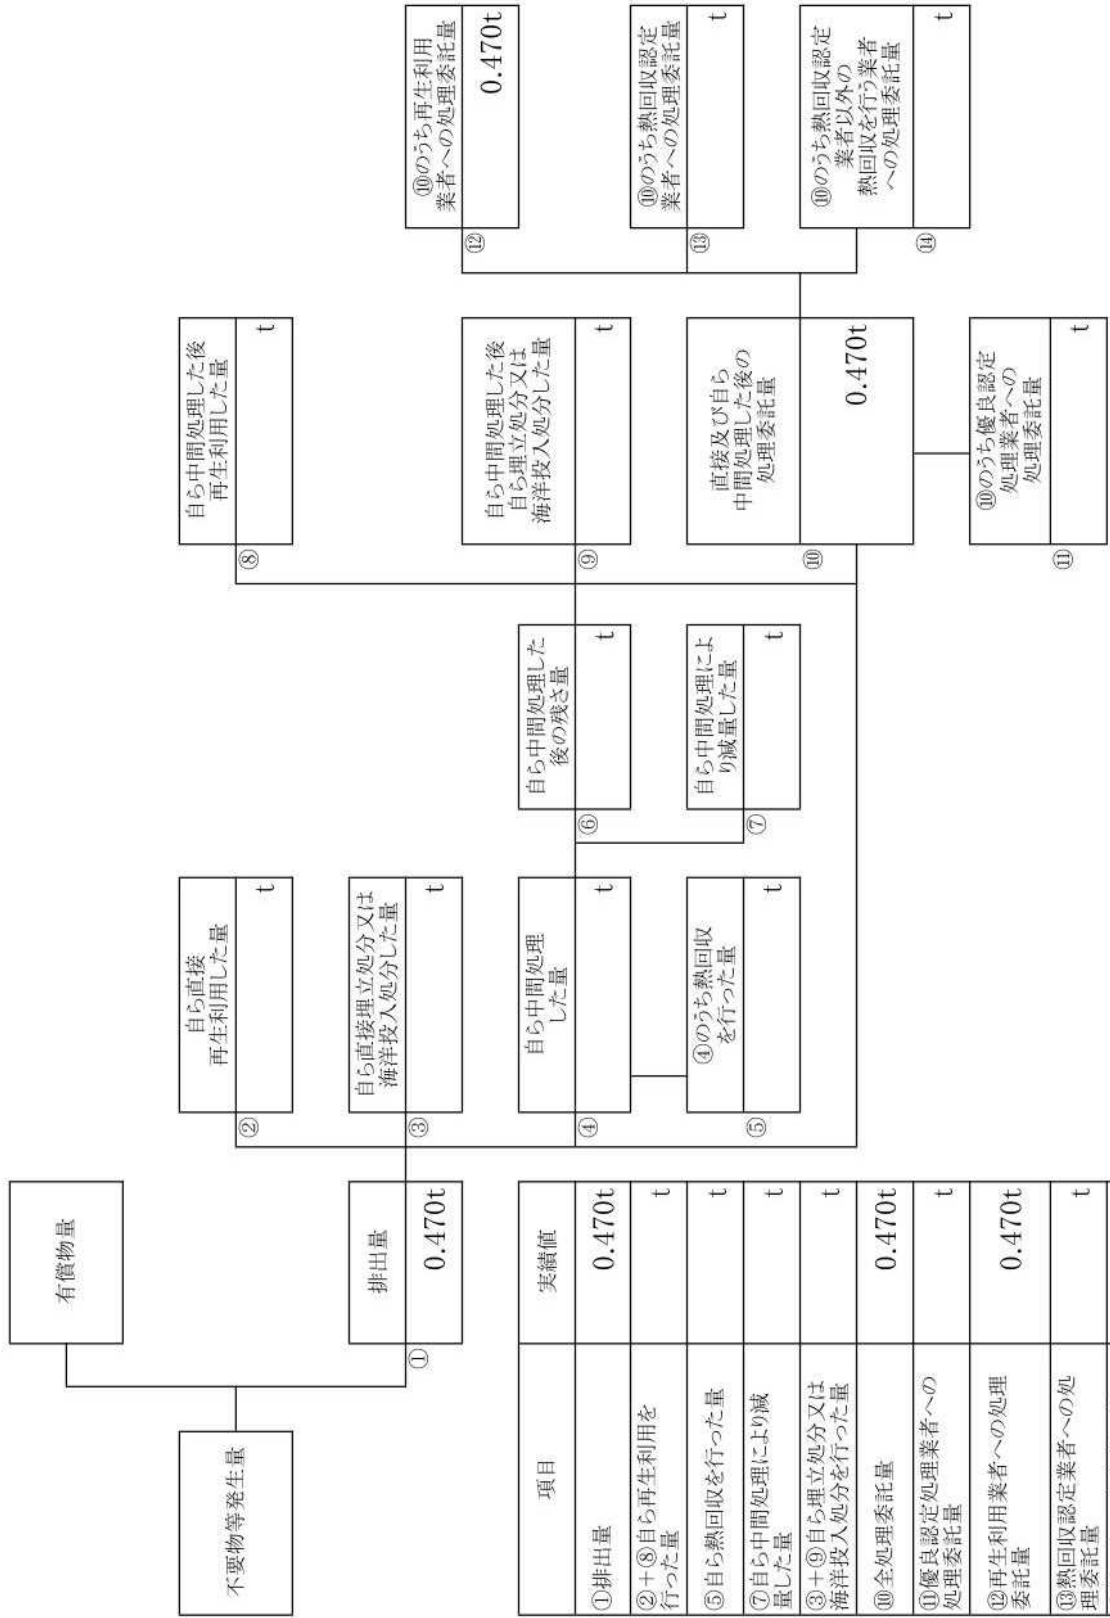 有償物量
不要物等発生量
①
排出量
0.470t
②
自ら直接
再生利用した量
t
③
自ら直接埋立処分又は
海洋投入処分した量
t
④
自ら中間処理
した量
t
⑤
④のうち熱回収
を行った量
t
⑥
自ら中間処理した
後の残さ量
t
⑦
自ら中間処理によ
り減量した量
t
⑧
自ら中間処理した後
再生利用した量
t
⑨
自ら中間処理した後
自ら埋立処分又は
海洋投入処分した量
t
⑩
直接及び自ら
中間処理した後の
処理委託量
0.470t
⑪
⑩のうち優良認定
処理業者への
処理委託量
t
⑫
⑩のうち再生利用
業者への処理委託量
0.470t
⑬
⑩のうち熱回収認定
業者への処理委託量
t
⑭
⑩のうち熱回収認定
業者以外の
熱回収を行う業者
への処理委託量
t
項目
実績値
①排出量
0.470t
②+⑧自ら再生利用を
行った量
t
⑤自ら熱回収を行った量
t
⑦自ら中間処理により減
量した量
t
③+⑨自ら埋立処分又は
海洋投入処分を行った量
t
⑩全処理委託量
0.470t
⑪優良認定処理業者への
処理委託量
t
⑫再生利用業者への処理
委託量
0.470t
⑬熱回収認定業者への処
理委託量
t